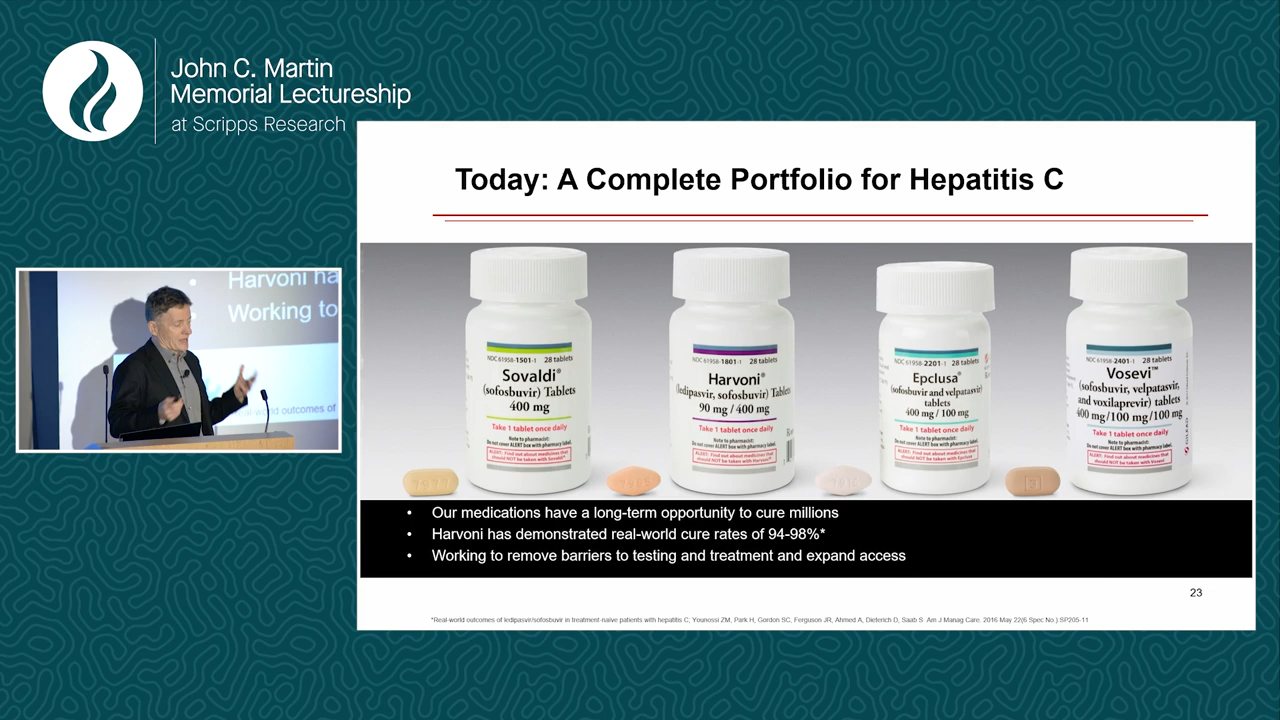 John C. Martin
Memorial Lectureship
at Scripps Research
Today: A Complete Portfolio for Hepatitis C
Harvoni ha
Working to
al-world outcomes of
NDC 61958-1501-1 28 tablets
Sovaldi®
(sofosbuvir) Tablets
400 mg
Take 1 tablet once daily
Note to pharmacist:
Do not cover ALERT box with pharmacy label.
ALERT: Find out about medicines that
should NOT be taken with Sovaldi®
NDC 61958-1801-1 28 tablets
Harvoni®
(ledipasvir, sofosbuvir) Tablets
90 mg / 400 mg
Take 1 tablet once daily
Note to pharmacist:
Do not cover ALERT box with pharmacy label.
ALERT: Find out about medicines that
should NOT be taken with Harvoni®
NDC 61958-2201-1 28 tablets
Epclusa®
(sofosbuvir and velpatasvir)
tablets
400 mg / 100 mg
Take 1 tablet once daily
Note to pharmacist:
Do not cover ALERT box with pharmacy label.
ALERT: Find out about medicines that
should NOT be taken with Epclusa
NDC 61958-2401-1 28 tablets
Vosevi™
(sofosbuvir, velpatasvir,
and voxilaprevir) tablets
400 mg/100 mg/100 mg
Take 1 tablet once daily
Note to pharmacist:
Do not cover ALERT box with pharmacy label.
ALERT: Find out about medicines that
should NOT be taken with Vosevi
7977
7985
7916
3
• Our medications have a long-term opportunity to cure millions
• Harvoni has demonstrated real-world cure rates of 94-98%*
• Working to remove barriers to testing and treatment and expand access
23
*Real-world outcomes of ledipasvir/sofosbuvir in treatment-naive patients with hepatitis C, Younossi ZM, Park H, Gordon SC, Ferguson JR, Ahmed A, Dieterich D, Saab S Am J Manag Care. 2016 May 22(6 Spec No.) SP205-11